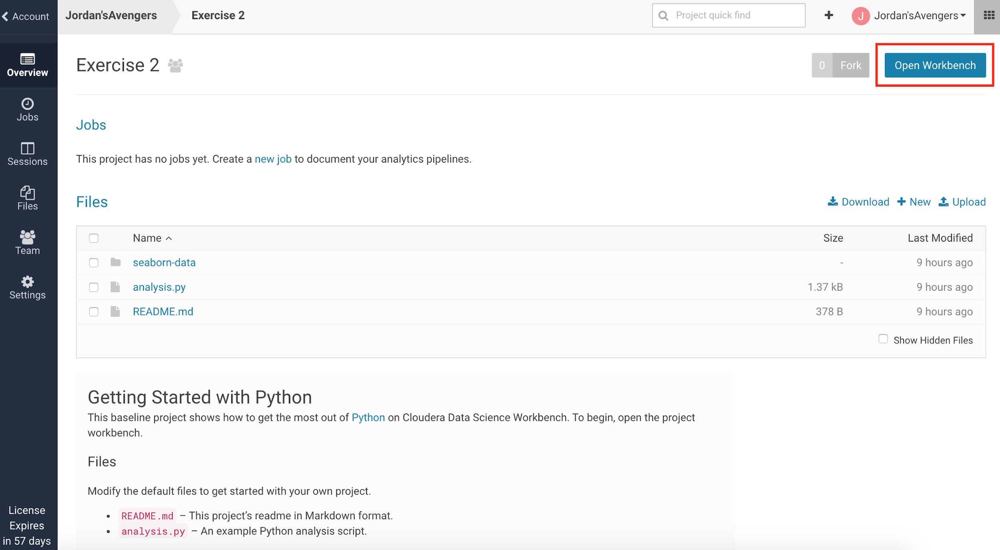 Account
Jordan'sAvengers
Exercise 2
Project quick find
J
Jordan'sAvengers
Overview
Jobs
Sessions
Files
Team
Settings
License
Expires
in 57 days
Exercise 2
0
Fork
Open Workbench
Jobs
This project has no jobs yet. Create a new job to document your analytics pipelines.
Files
Download
New
Upload
Name
Size
Last Modified
seaborn-data
-
9 hours ago
analysis.py
1.37 kB
9 hours ago
README.md
378 B
9 hours ago
Show Hidden Files
Getting Started with Python
This baseline project shows how to get the most out of Python on Cloudera Data Science Workbench. To begin, open the project
workbench.
Files
Modify the default files to get started with your own project.
• README.md – This project’s readme in Markdown format.
• analysis.py – An example Python analysis script.